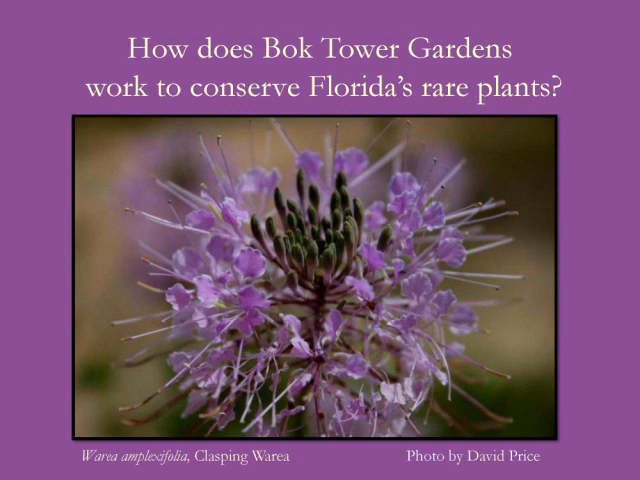 How does Bok Tower Gardens
work to conserve Florida’s rare plants?
Warea amplexifolia, Clasping Warea Photo by David Price